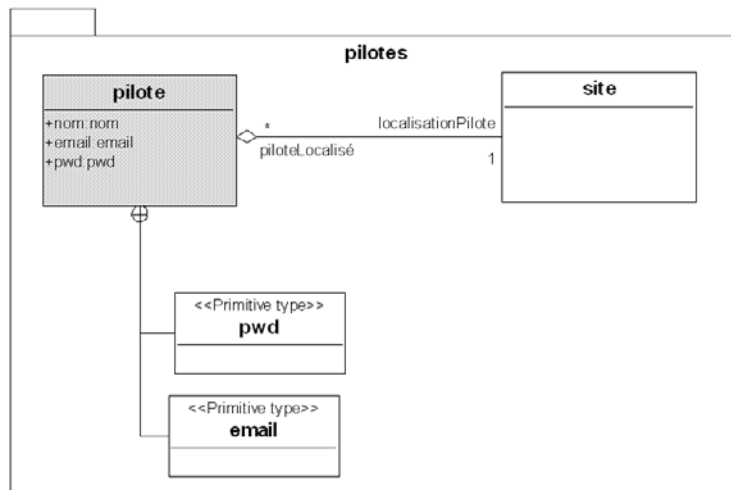 pilotes
pilote
+nom:nom
+email:email
+pwd:pwd
*
piloteLocalisé
localisationPilote
1
site
<<Primitive type>>
pwd
<<Primitive type>>
email